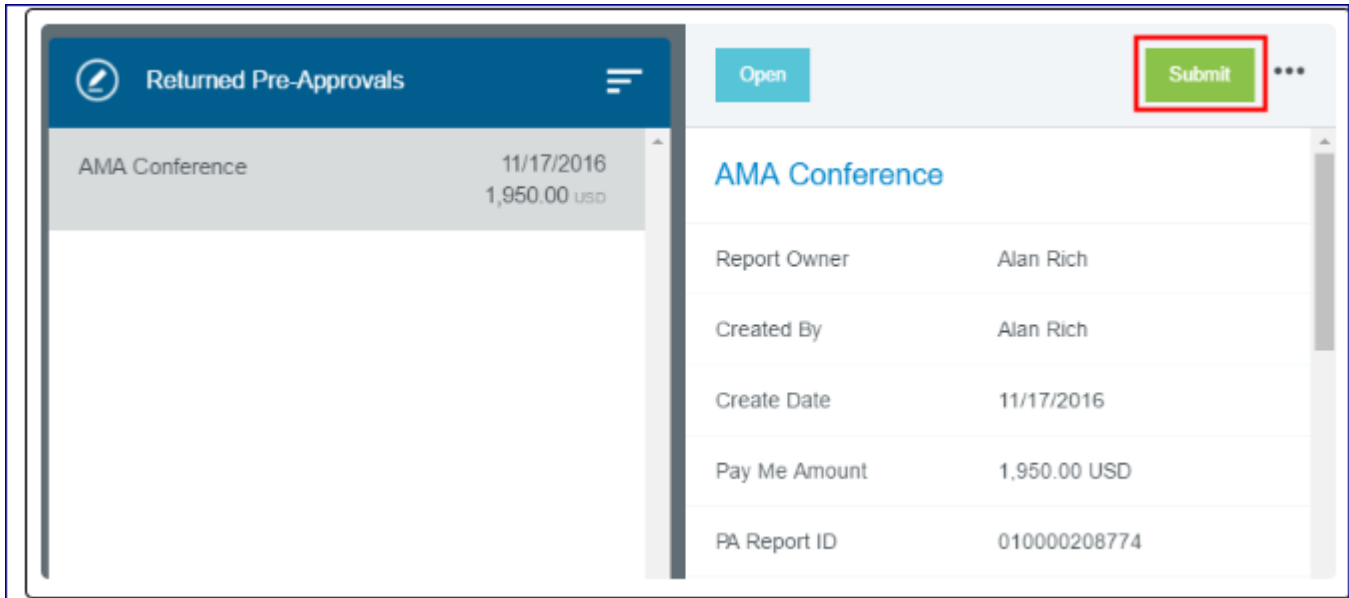 Returned Pre-Approvals
AMA Conference 11/17/2016
1,950.00 USD
Open Submit •••
AMA Conference
Report Owner Alan Rich
Created By Alan Rich
Create Date 11/17/2016
Pay Me Amount 1,950.00 USD
PA Report ID 010000208774